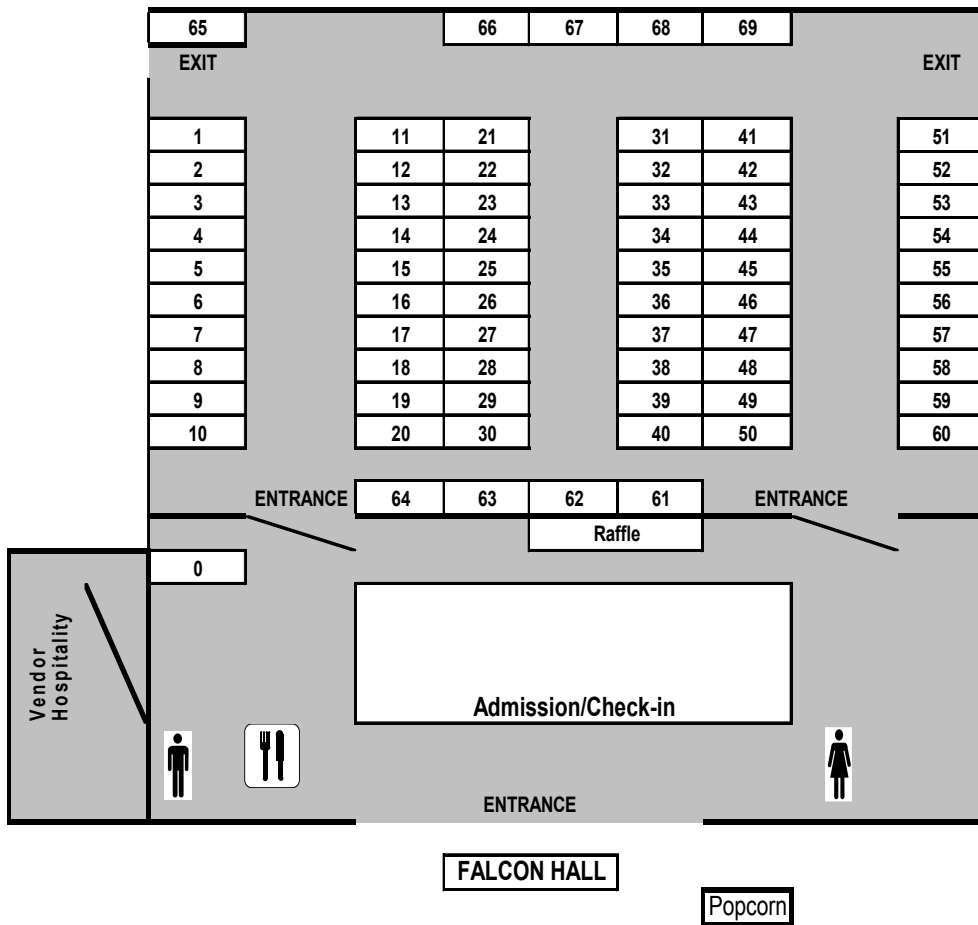 65 66 67 68 69
EXIT EXIT
1 11 21 31 41 51
2 12 22 32 42 52
3 13 23 33 43 53
4 14 24 34 44 54
5 15 25 35 45 55
6 16 26 36 46 56
7 17 27 37 47 57
8 18 28 38 48 58
9 19 29 39 49 59
10 20 30 40 50 60
ENTRANCE 64 63 62 61 ENTRANCE
Raffle
0
Vendor
Hospitality
Admission/Check-in
ENTRANCE
FALCON HALL
Popcorn